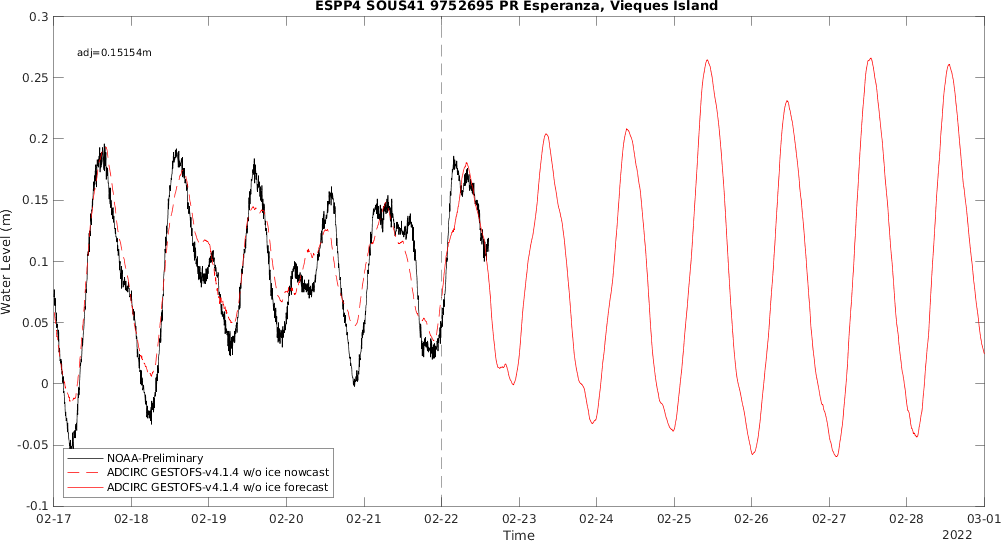 ESPP4 SOUS41 9752695 PR Esperanza, Vieques Island
adj=0.15154m
0.3
0.25
0.2
0.15
0.1
0.05
0
-0.05
-0.1
Water Level (m)
NOAA-Preliminary
ADCIRC GESTOFS-v4.1.4 w/o ice nowcast
ADCIRC GESTOFS-v4.1.4 w/o ice forecast
02-17 02-18 02-19 02-20 02-21 02-22 02-23 02-24 02-25 02-26 02-27 02-28 03-01
Time
2022